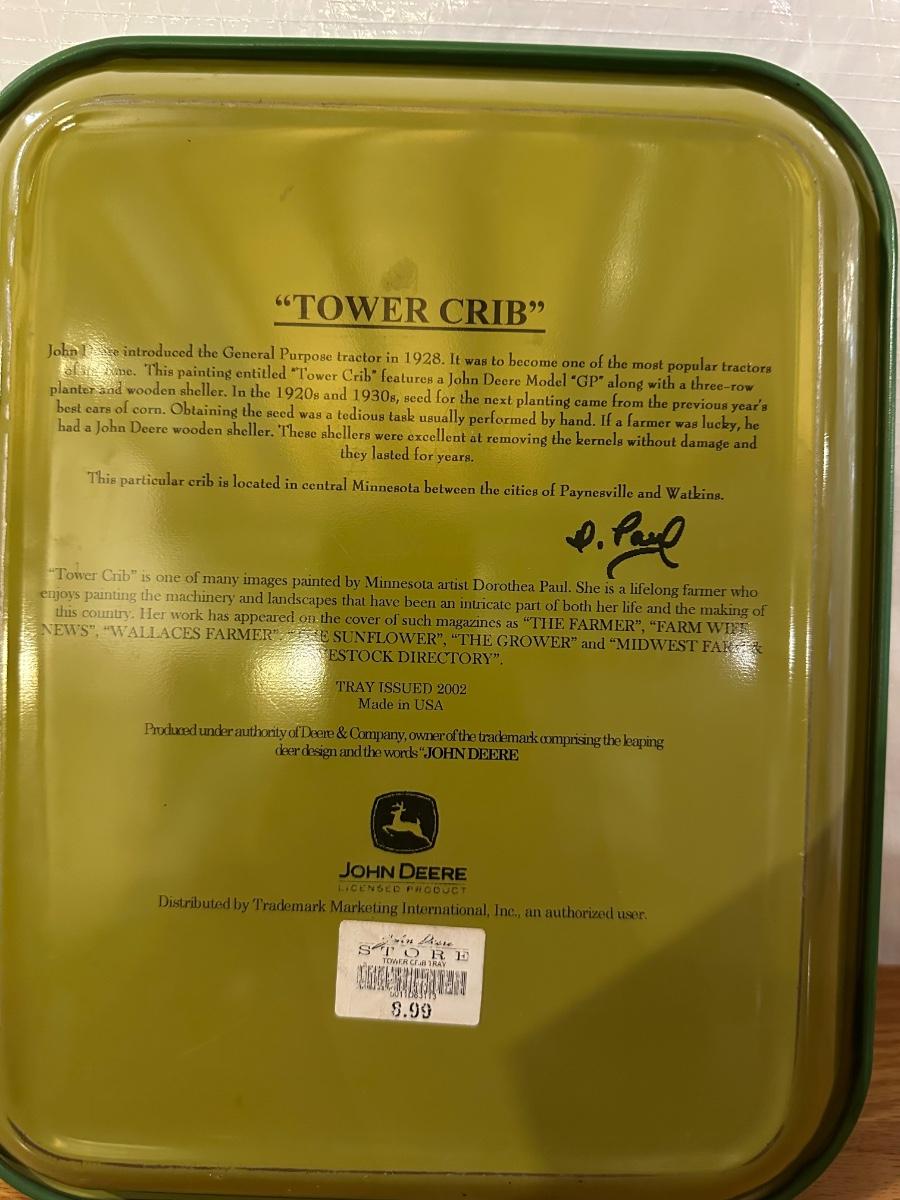 “TOWER CRIB”
John introduced the General Purpose tractor in 1928. It was to become one of the most popular tractors
of its time. This painting entitled "Tower Crib" features a John Deere Model "GP" along with a three-row
planter and wooden sheller. In the 1920s and 1930s, seed for the next planting came from the previous year's
best ears of corn. Obtaining the seed was a tedious task usually performed by hand. If a farmer was lucky, he
had a John Deere wooden sheller. These shellers were excellent at removing the kernels without damage and
they lasted for years.
This particular crib is located in central Minnesota between the cities of Paynesville and Watkins.
D. Paul
“Tower Crib” is one of many images painted by Minnesota artist Dorothea Paul. She is a lifelong farmer who
enjoys painting the machinery and landscapes that have been an intricate part of both her life and the making of
this country. Her work has appeared on the cover of such magazines as “THE FARMER”, “FARM WIFE
NEWS”, “WALLACES FARMER”, “THE SUNFLOWER”, “THE GROWER” and “MIDWEST
DIRECTORY”.
TRAY ISSUED 2002
Made in USA
Produced under authority of Deere & Company, owner of the trademark comprising the leaping
deer design and the words “JOHN DEERE
JOHN DEERE
LICENSED PRODUCT
Distributed by Trademark Marketing International, Inc., an authorized user.
John Deere
STORE
TOWER CRIB TRAY
8.99